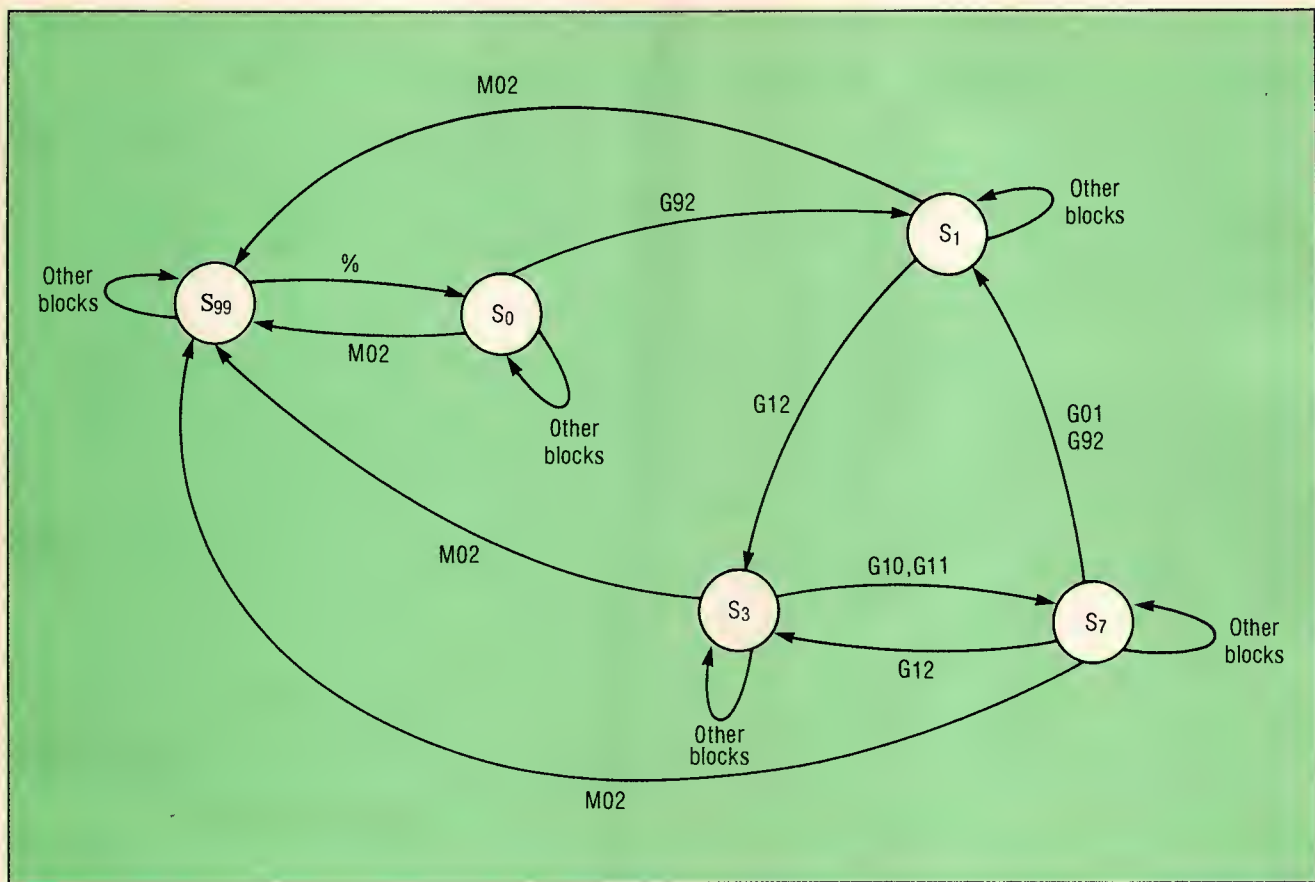 M02
G92
S1
Other
blocks
Other
blocks
S99
%
S0
M02
Other
blocks
G12
G01
G92
M02
S3
G10,G11
S7
G12
Other
blocks
Other
blocks
M02